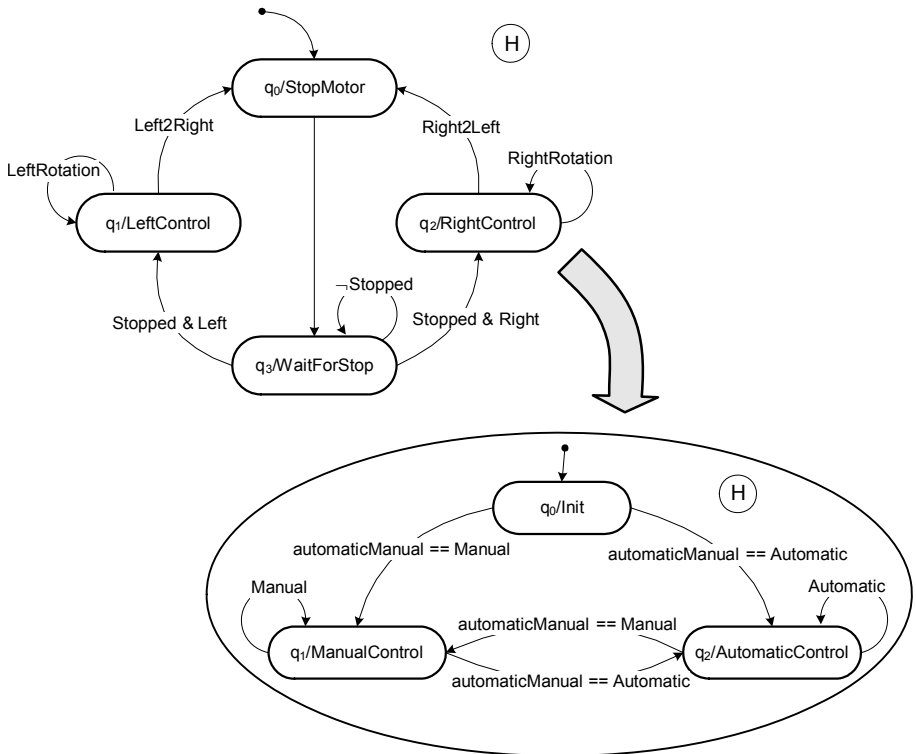 H
q₀/StopMotor
Left2Right
Right2Left
LeftRotation
RightRotation
q₁/LeftControl
q₂/RightControl
¬Stopped
Stopped & Left
Stopped & Right
q₃/WaitForStop
H
q₀/Init
automaticManual == Manual
automaticManual == Automatic
Manual
Automatic
automaticManual == Manual
q₁/ManualControl
q₂/AutomaticControl
automaticManual == Automatic